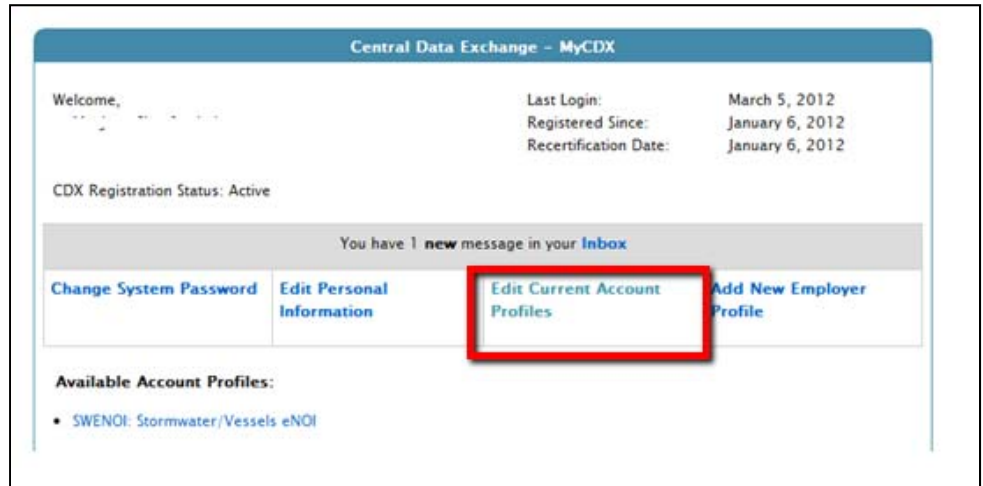 Central Data Exchange – MyCDX
Welcome,
Last Login: March 5, 2012
Registered Since: January 6, 2012
Recertification Date: January 6, 2012
CDX Registration Status: Active
You have 1 new message in your Inbox
Change System Password Edit Personal Edit Current Account Add New Employer
Information Profiles Profile
Available Account Profiles:
• SWENOI: Stormwater/Vessels eNOI